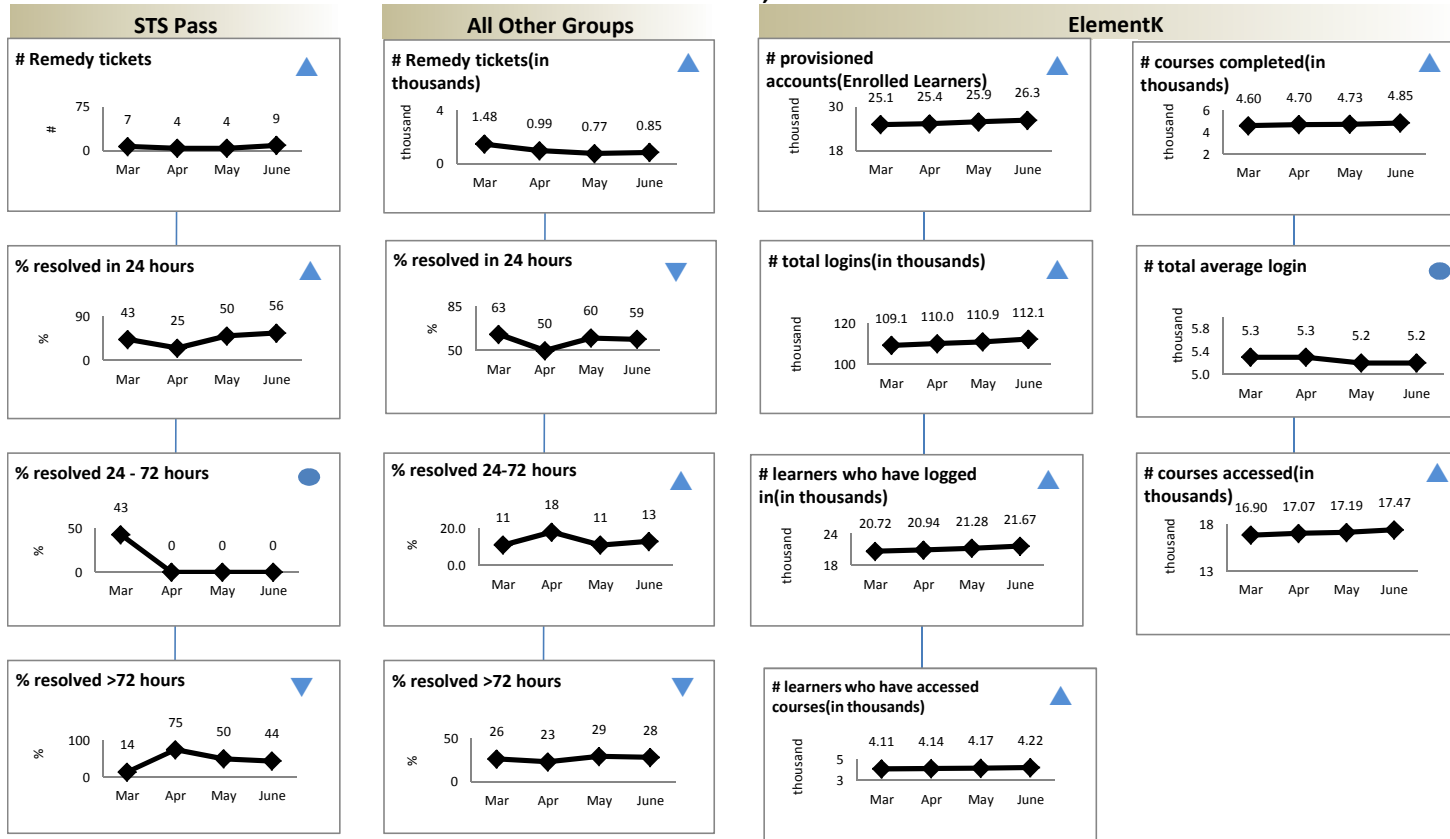 STS Pass
# Remedy tickets
#
75
0
7 4 4 9
Mar Apr May June
% resolved in 24 hours
%
90
0
43 25 50 56
Mar Apr May June
% resolved 24 - 72 hours
%
50
0
43 0 0 0
Mar Apr May June
% resolved >72 hours
%
100
0
14 75 50 44
Mar Apr May June
All Other Groups
# Remedy tickets(in
thousands)
thousand
4
0
1.48 0.99 0.77 0.85
Mar Apr May June
% resolved in 24 hours
%
85
50
63 50 60 59
Mar Apr May June
% resolved 24-72 hours
%
20.0
0.0
11 18 11 13
Mar Apr May June
% resolved >72 hours
%
50
0
26 23 29 28
Mar Apr May June
ElementK
# provisioned
accounts(Enrolled Learners)
thousand
30
18
25.1 25.4 25.9 26.3
Mar Apr May June
# total logins(in thousands)
thousand
120
100
109.1 110.0 110.9 112.1
Mar Apr May June
# learners who have logged
in(in thousands)
thousand
24
18
20.72 20.94 21.28 21.67
Mar Apr May June
# learners who have accessed
courses(in thousands)
thousand
5
3
4.11 4.14 4.17 4.22
Mar Apr May June
# courses completed(in
thousands)
thousand
6
4
2
4.60 4.70 4.73 4.85
Mar Apr May June
# total average login
thousand
5.8
5.4
5.0
5.3 5.3 5.2 5.2
Mar Apr May June
# courses accessed(in
thousands)
thousand
18
13
16.90 17.07 17.19 17.47
Mar Apr May June